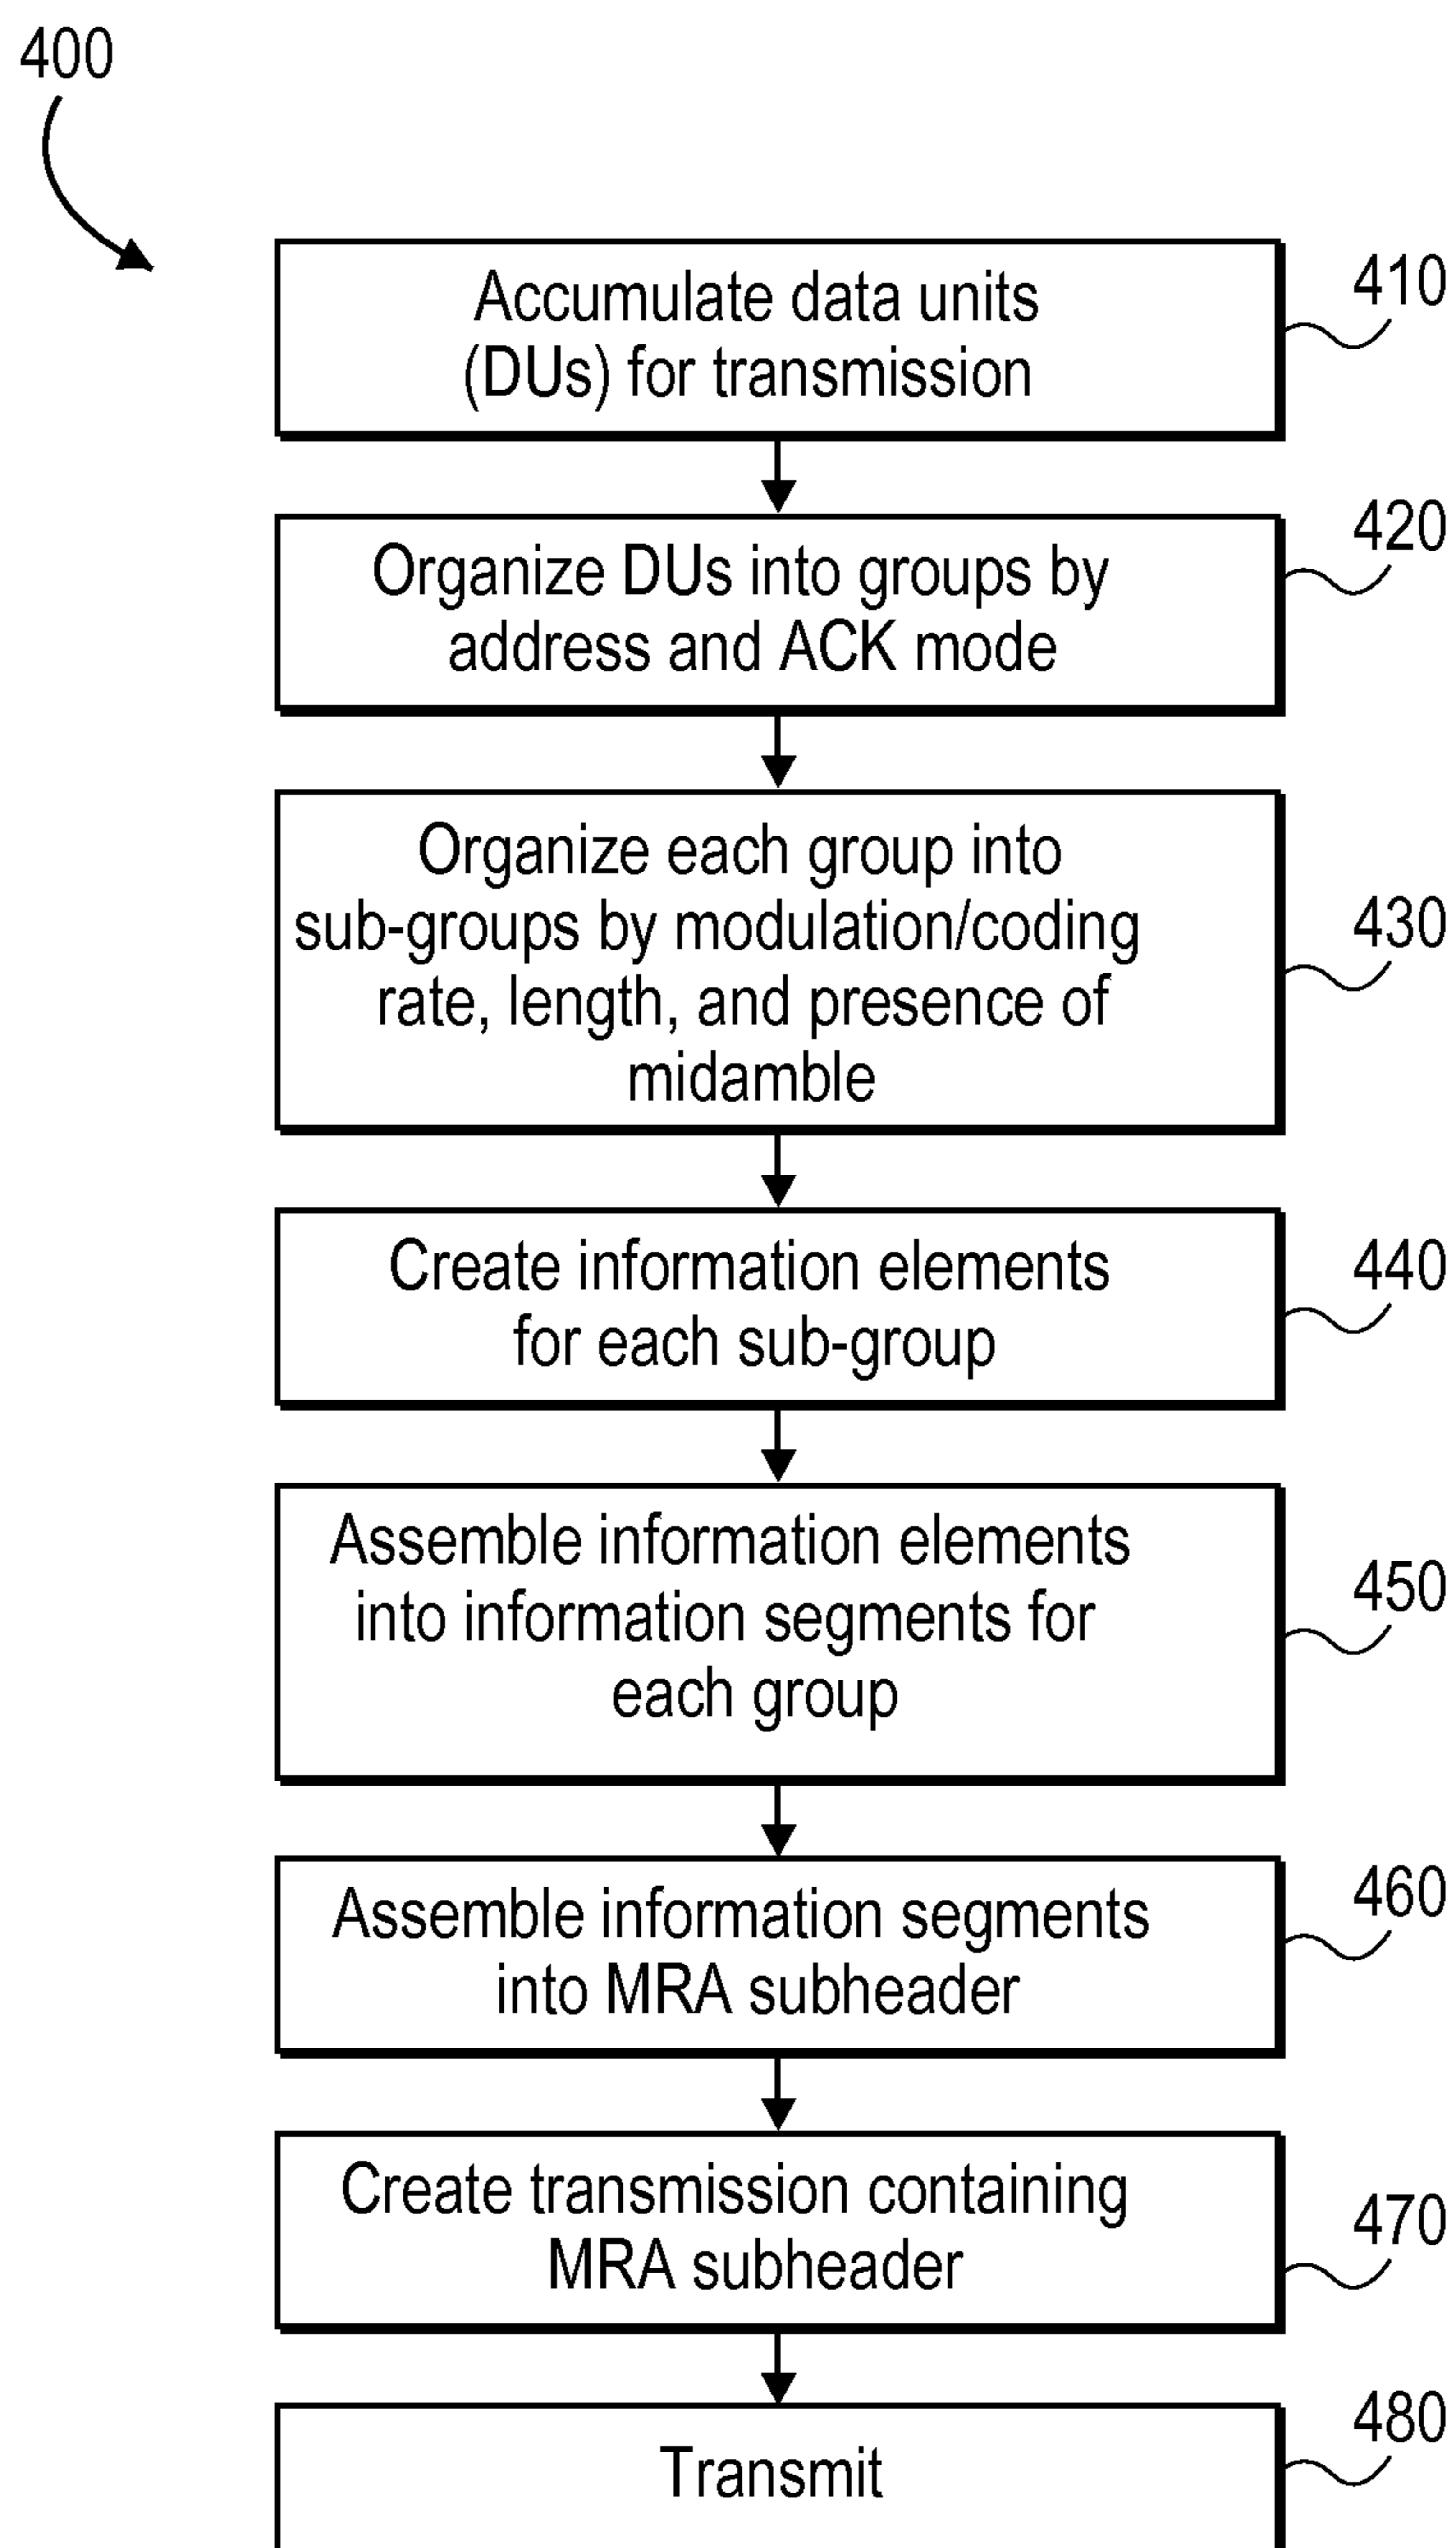 400
Accumulate data units
(DUs) for transmission
410
Organize DUs into groups by
address and ACK mode
420
Organize each group into
sub-groups by modulation/coding
rate, length, and presence of
midamble
430
Create information elements
for each sub-group
440
Assemble information elements
into information segments for
each group
450
Assemble information segments
into MRA subheader
460
Create transmission containing
MRA subheader
470
Transmit
480